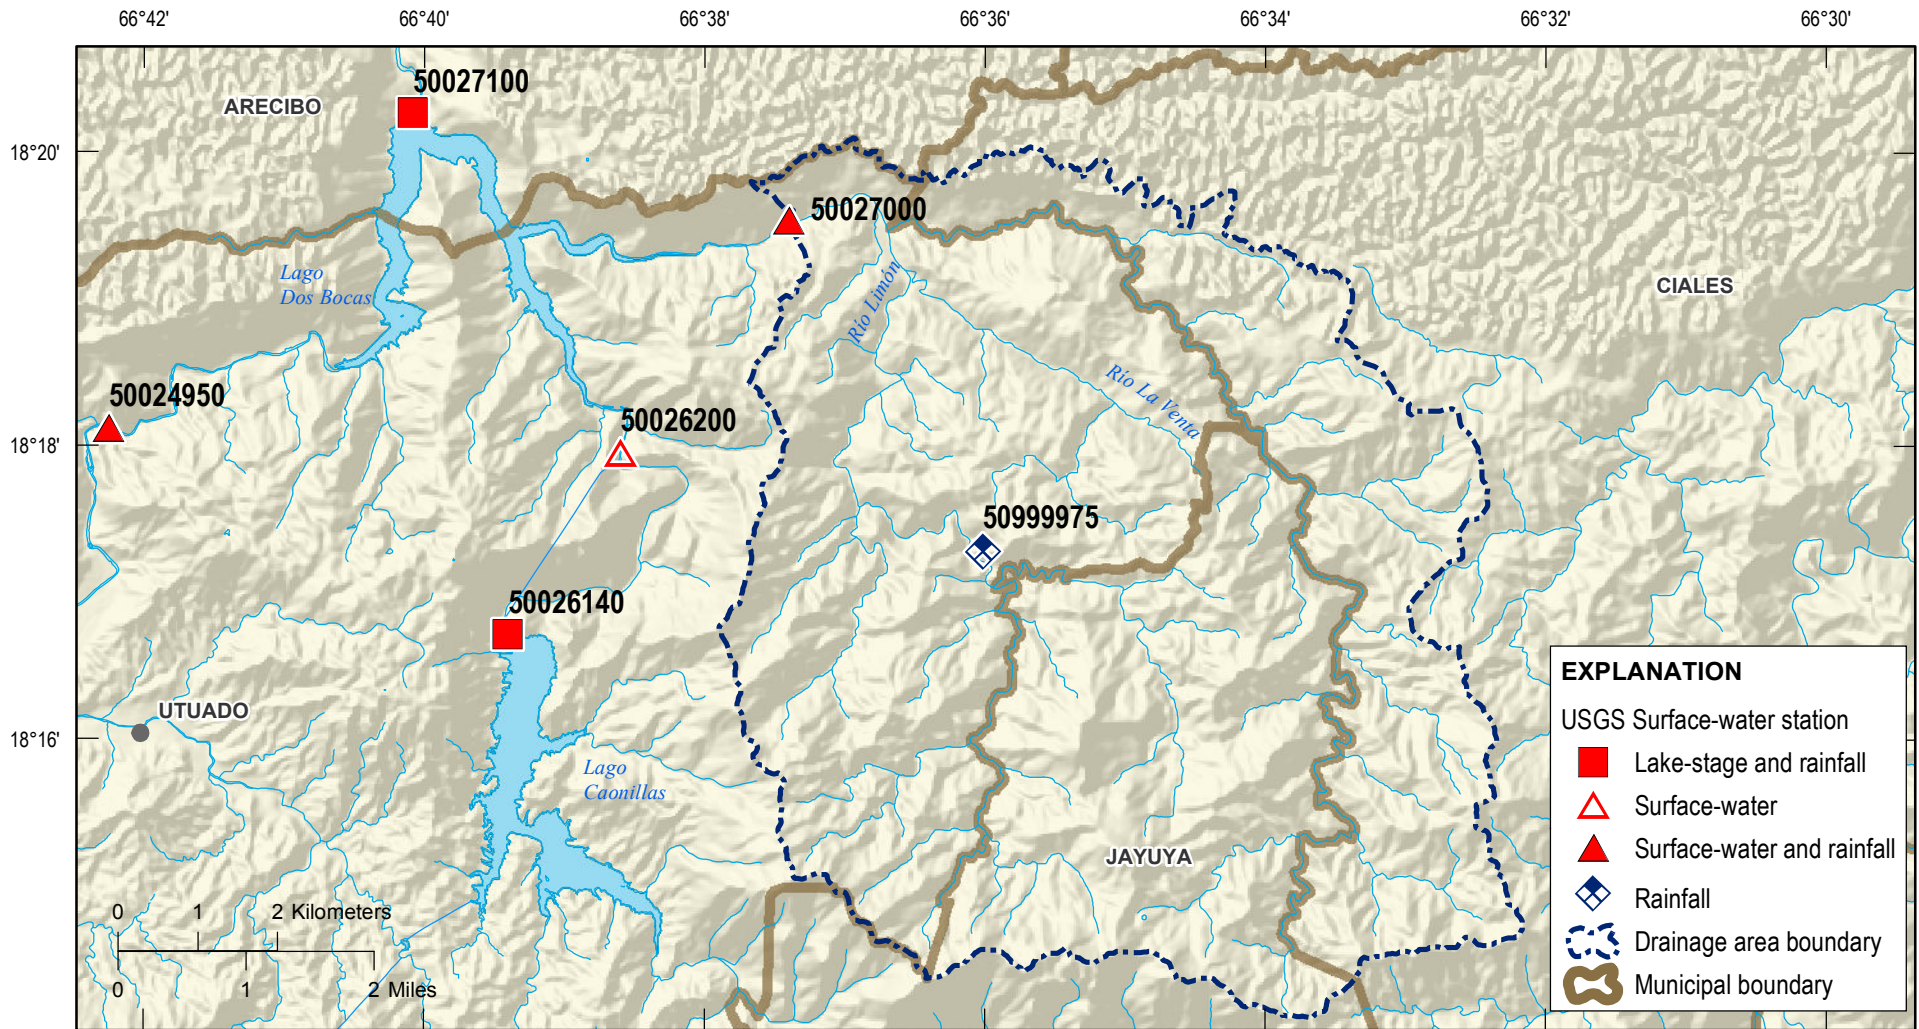 66°42' 66°40' 66°38' 66°36' 66°34' 66°32' 66°30'
50027100
ARECIBO
18°20'
50027000
Lago
Dos Bocas
Río Limón
CIALES
50024950
Río La Venta
50026200
18°18'
50999975
50026140
UTUADO
18°16'
Lago
Caonillas
JAYUYA
0 1 2 Kilometers
0 1 2 Miles
EXPLANATION
USGS Surface-water station
Lake-stage and rainfall
Surface-water
Surface-water and rainfall
Rainfall
Drainage area boundary
Municipal boundary